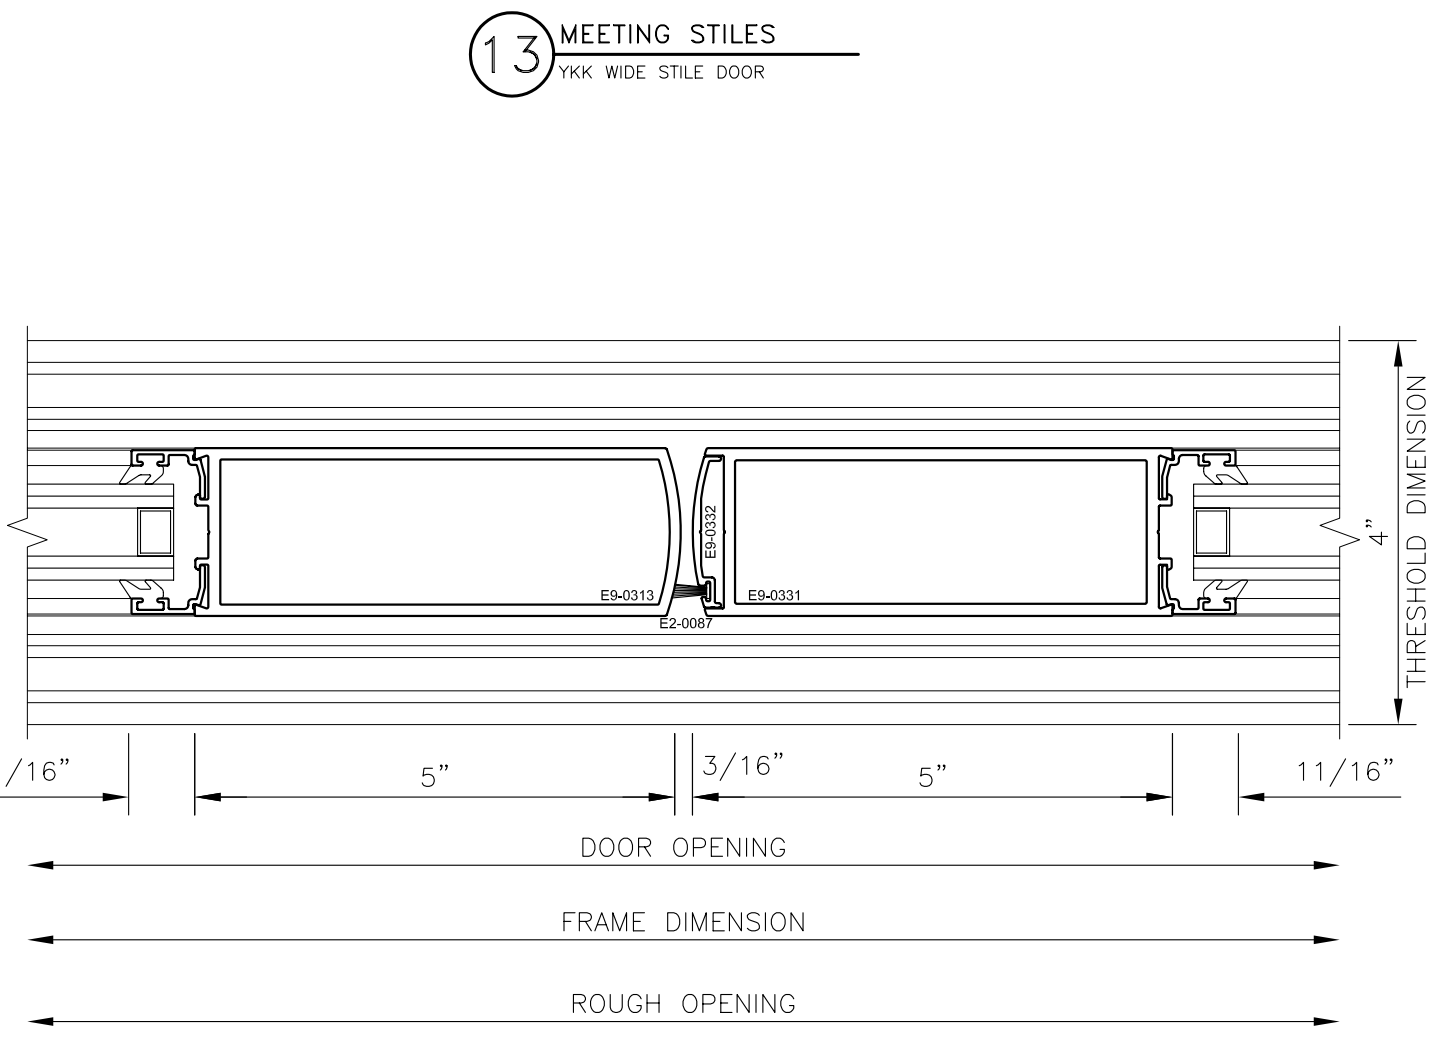 13
MEETING STILES
YKK WIDE STILE DOOR
THRESHOLD DIMENSION
4”
E9-0332
E9-0313
E9-0331
E2-0087
/16”
5”
3/16”
5”
11/16”
DOOR OPENING
FRAME DIMENSION
ROUGH OPENING